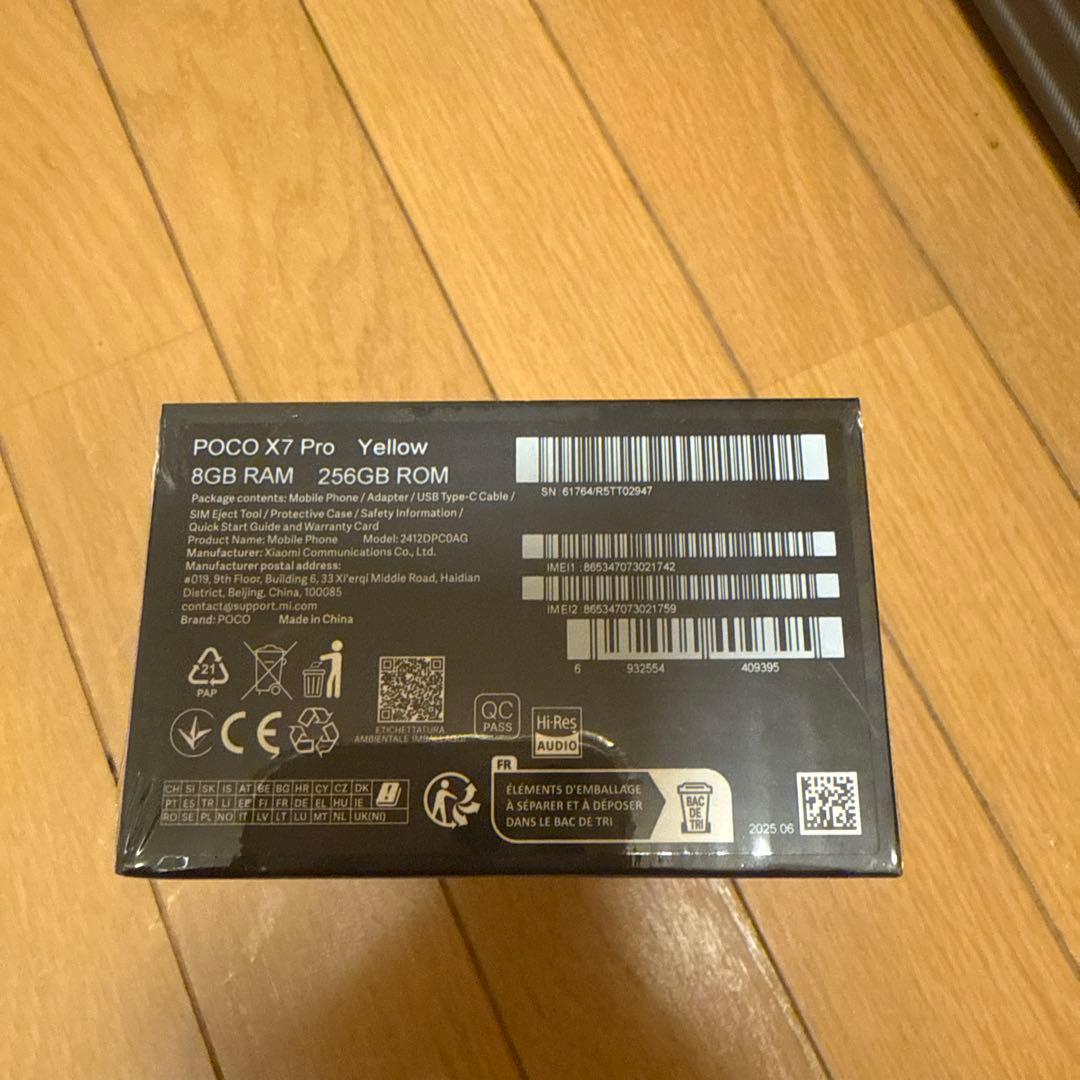 POCO X7 Pro Yellow
8GB RAM 256GB ROM
Package contents: Mobile Phone / Adapter / USB Type-C Cable /
SIM Eject Tool / Protective Case / Safety Information /
Quick Start Guide and Warranty Card
Product Name: Mobile Phone Model: 2412DPC0AG
Manufacturer: Xiaomi Communications Co., Ltd.
Manufacturer postal address:
#019, 9th Floor, Building 6, 33 Xi'erqi Middle Road, Haidian
District, Beijing, China, 100085
contact@support.mi.com
Brand: POCO Made in China
SN :61764/R5TT02947
IMEI1 :865347073021742
IMEI2 :865347073021759
6 932554 409395
21
PAP
CE
ETICHETTATURA
AMBIENTALE IMBALLAGGI
QC
PASS
Hi-Res
AUDIO
CH SI SK IS AT BE BG HR CY CZ DK
PT ES TR LI EE FI FR DE EL HU IE
RO SE PL NO IT LV LT LU MT NL UK(NI)
FR
ÉLÉMENTS D'EMBALLAGE
À SÉPARER ET À DÉPOSER
DANS LE BAC DE TRI
BAC
DE
TRI
2025 06